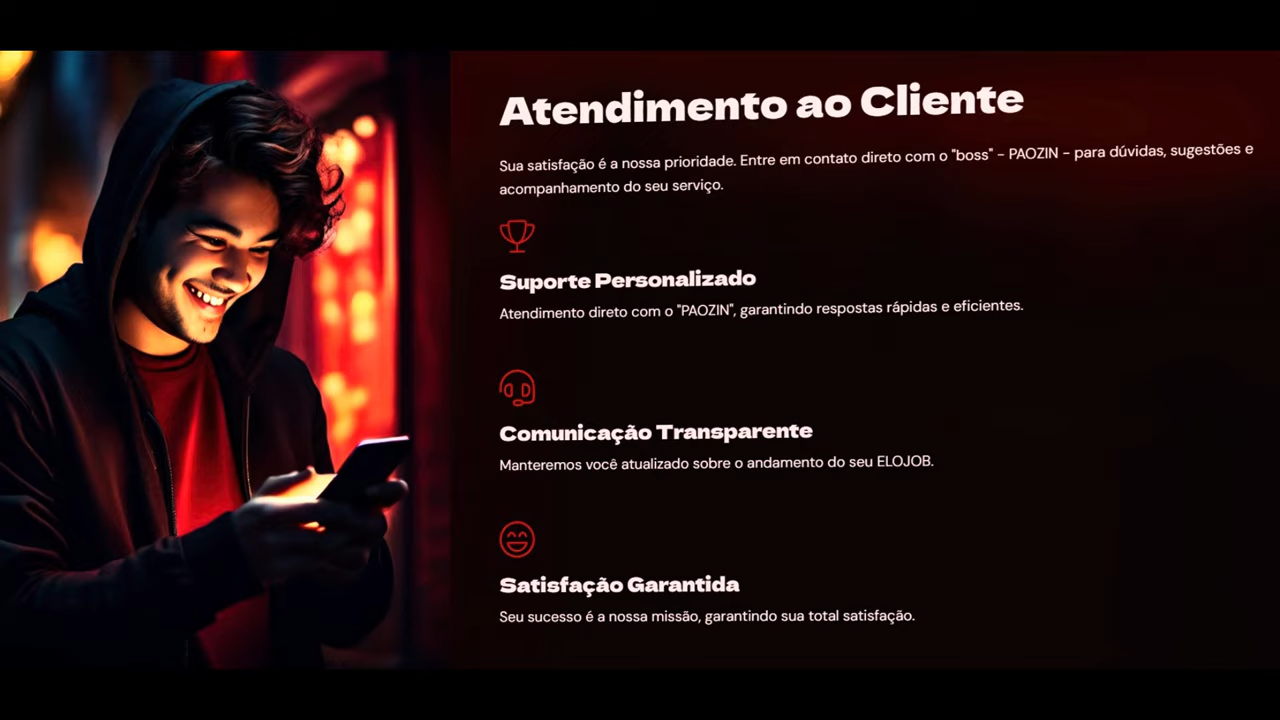 Atendimento ao Cliente
Sua satisfação é a nossa prioridade. Entre em contato direto com o "boss" - PAOZIN - para dúvidas, sugestões e
acompanhamento do seu serviço.
Suporte Personalizado
Atendimento direto com o "PAOZIN", garantindo respostas rápidas e eficientes.
Comunicação Transparente
Manteremos você atualizado sobre o andamento do seu ELOJOB.
Satisfação Garantida
Seu sucesso é a nossa missão, garantindo sua total satisfação.